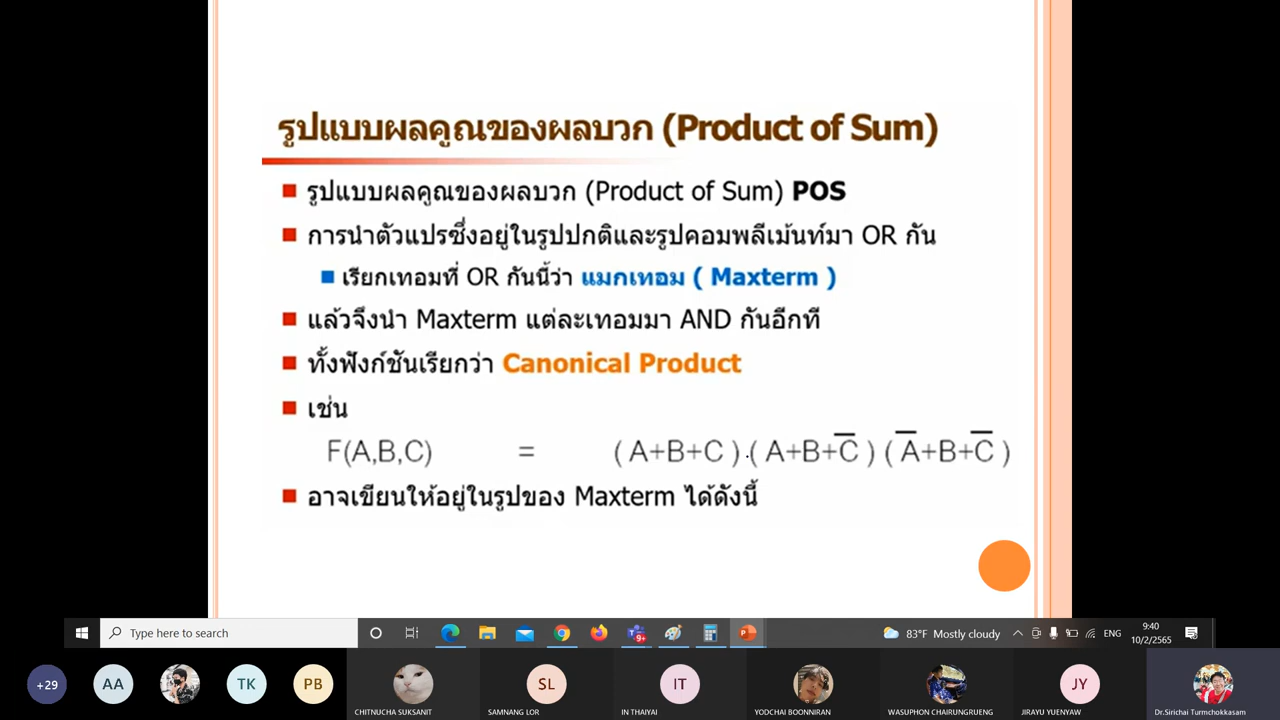 รูปแบบผลคูณของผลบวก (Product of Sum)
รูปแบบผลคูณของผลบวก (Product of Sum) POS
การนำตัวแปรซึ่งอยู่ในรูปปกติและรูปคอมพลีเม้นท์มา OR กัน
เรียกเทอมที่ OR กันนี้ว่า แมกเทอม ( Maxterm )
แล้วจึงนำ Maxterm แต่ละเทอมมา AND กันอีกที
ทั้งฟังก์ชันเรียกว่า Canonical Product
เช่น
F(A,B,C) = ( A+B+C ) ( A+B+C̅ ) ( A̅+B+C̅ )
อาจเขียนให้อยู่ในรูปของ Maxterm ได้ดังนี้
Type here to search
9+
83°F Mostly cloudy
ENG
9:40
10/2/2565
+29
AA
TK
PB
SL
IT
JY
CHITNUCHA SUKSANIT
SAMNANG LOR
IN THAIYAI
YODCHAI BOONNIRAN
WASUPHON CHAIRUNGRUENG
JIRAYU YUENYAW
Dr.Sirichai Turmchokkasam